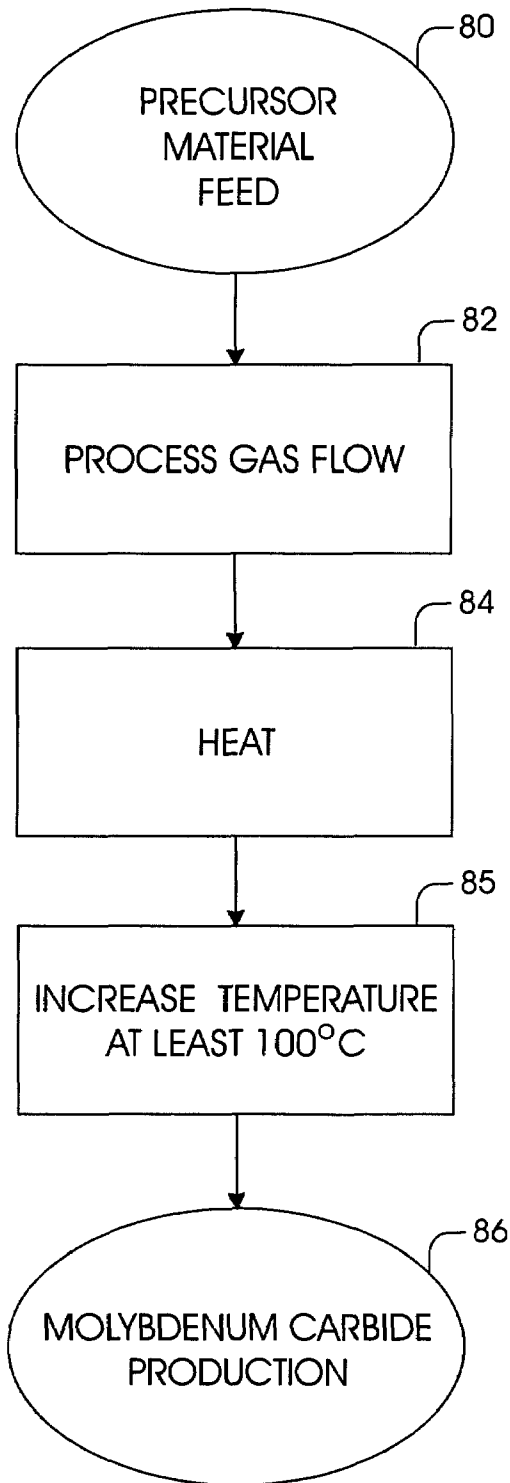 80
PRECURSOR
MATERIAL
FEED
82
PROCESS GAS FLOW
84
HEAT
85
INCREASE TEMPERATURE
AT LEAST 100°C
86
MOLYBDENUM CARBIDE
PRODUCTION